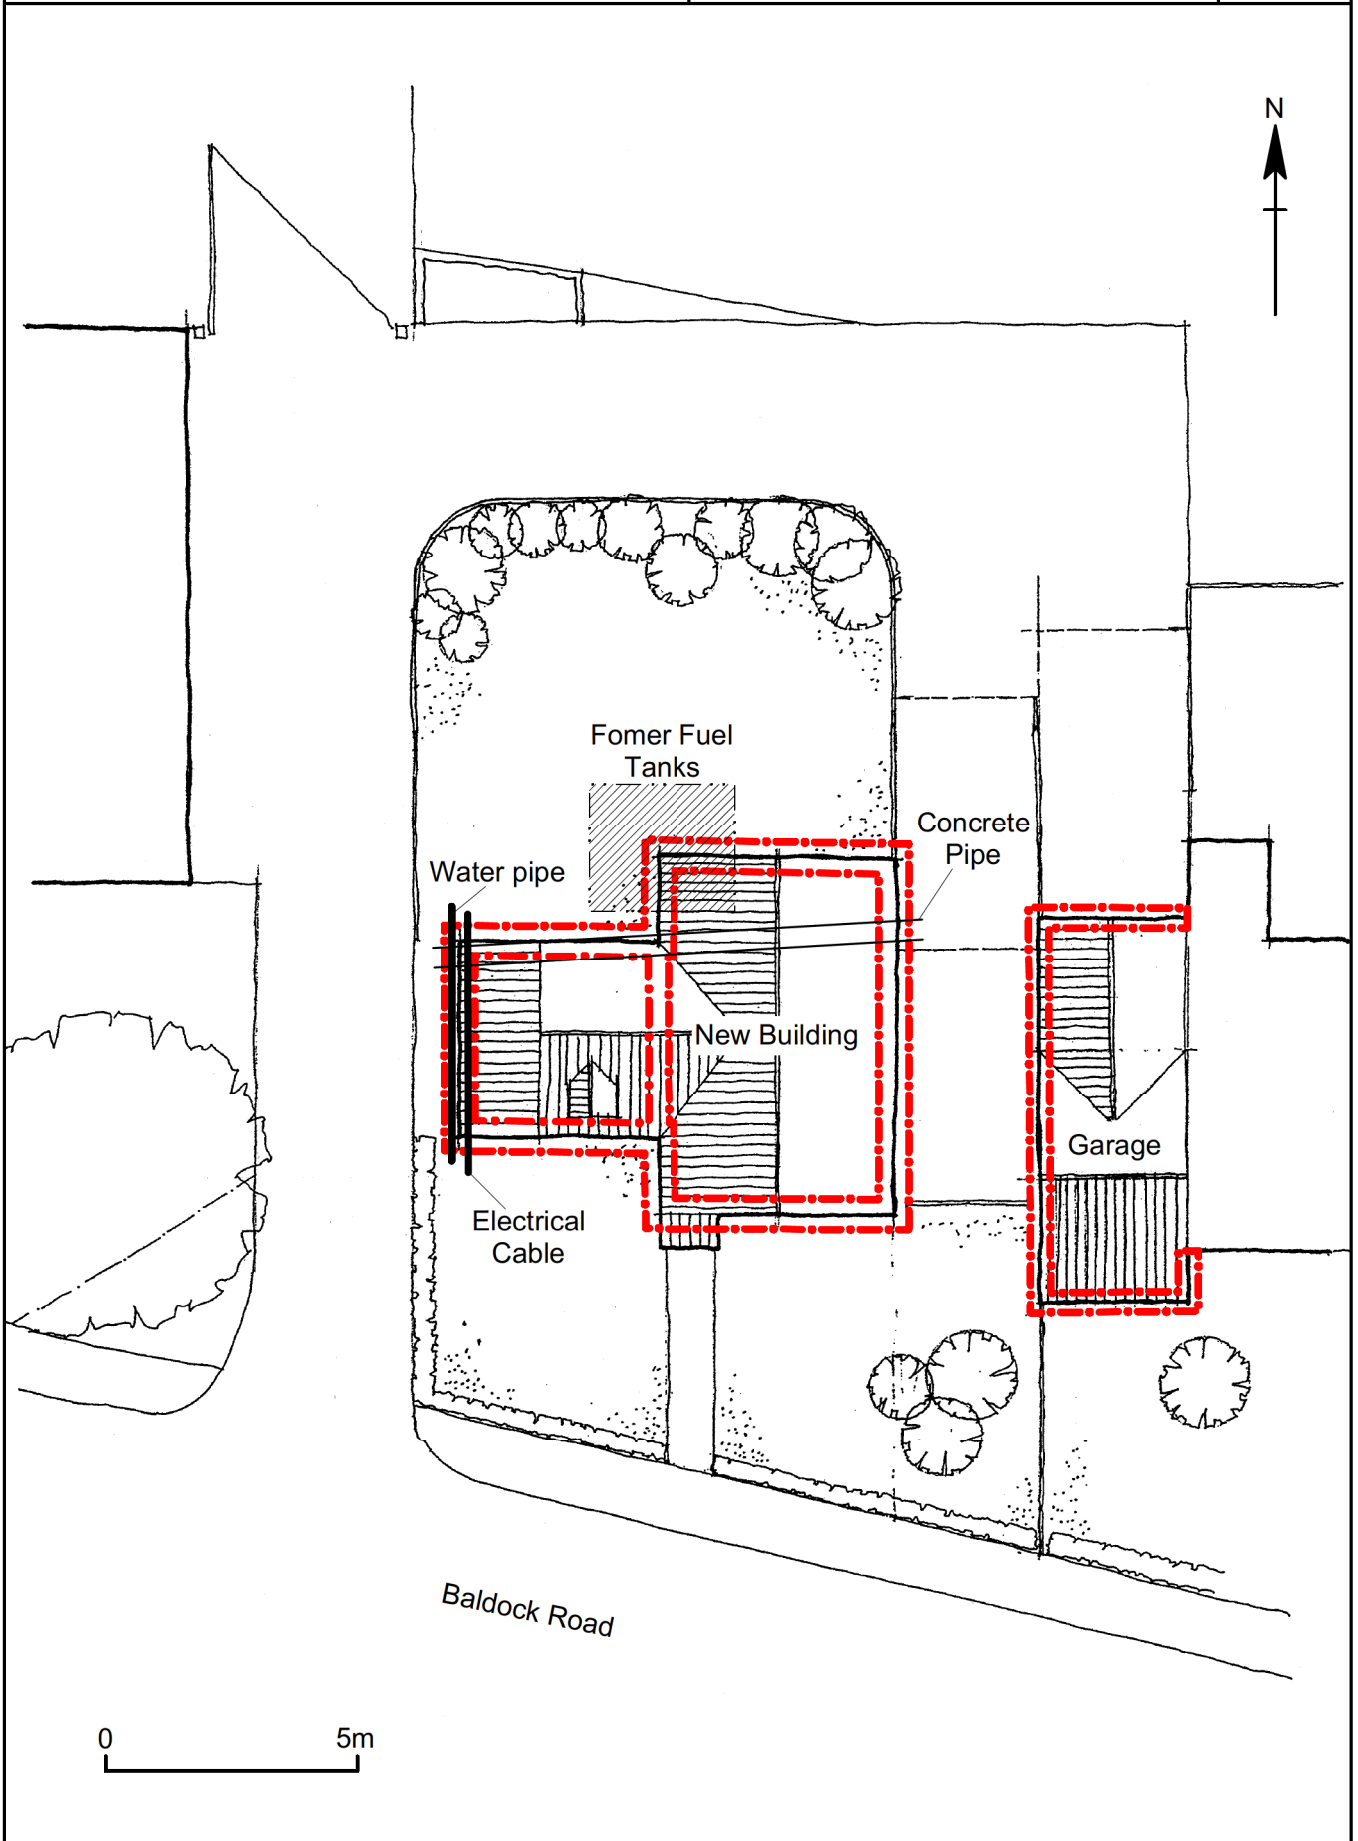 N
Fomer Fuel
Tanks
Concrete
Pipe
Water pipe
New Building
Garage
Electrical
Cable
Baldock Road
0 5m